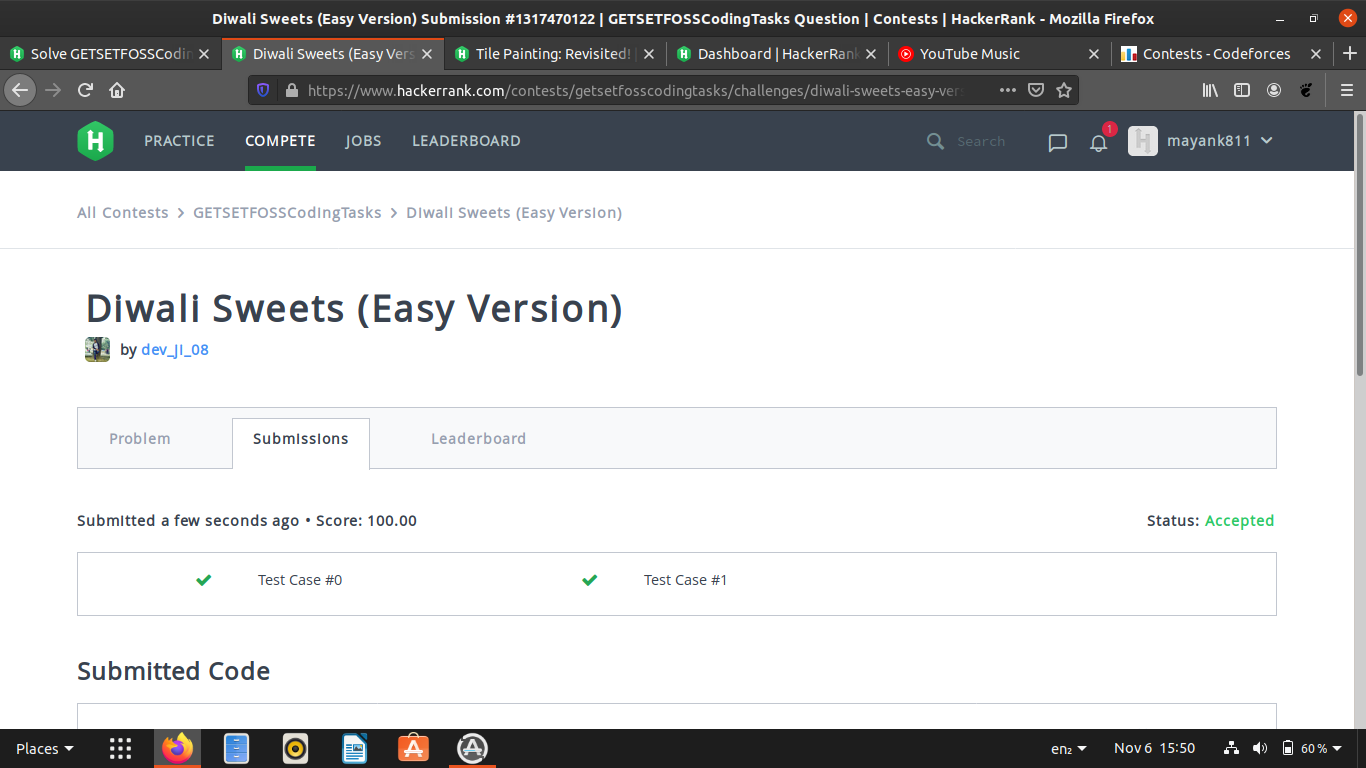 Diwali Sweets (Easy Version) Submission #1317470122 | GETSETFOSSCodingTasks Question | Contests | HackerRank - Mozilla Firefox
Solve GETSETFOSSCodin
Diwali Sweets (Easy Vers
Tile Painting: Revisited! |
Dashboard | HackerRank
YouTube Music
Contests - Codeforces
https://www.hackerrank.com/contests/getsetfosscodingtasks/challenges/diwali-sweets-easy-ver
PRACTICE COMPETE JOBS LEADERBOARD Search 1 mayank811
All Contests > GETSETFOSSCodingTasks > Diwali Sweets (Easy Version)
Diwali Sweets (Easy Version)
by dev_JI_08
Problem Submissions Leaderboard
Submitted a few seconds ago • Score: 100.00 Status: Accepted
Test Case #0 Test Case #1
Submitted Code
Places en₂ Nov 6 15:50 60 %